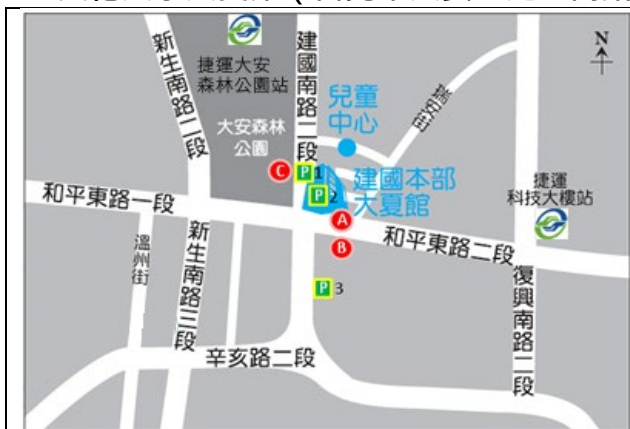 N
捷運大安
森林公園站
大安森林
公園
新生南路二段
建國南路二段
兒童
中心
瑞安街
C
P1
P2
建國本部
大夏館
捷運
科技大樓站
和平東路一段
A
B
和平東路二段
溫州街
新生南路三段
P3
復興南路二段
辛亥路二段